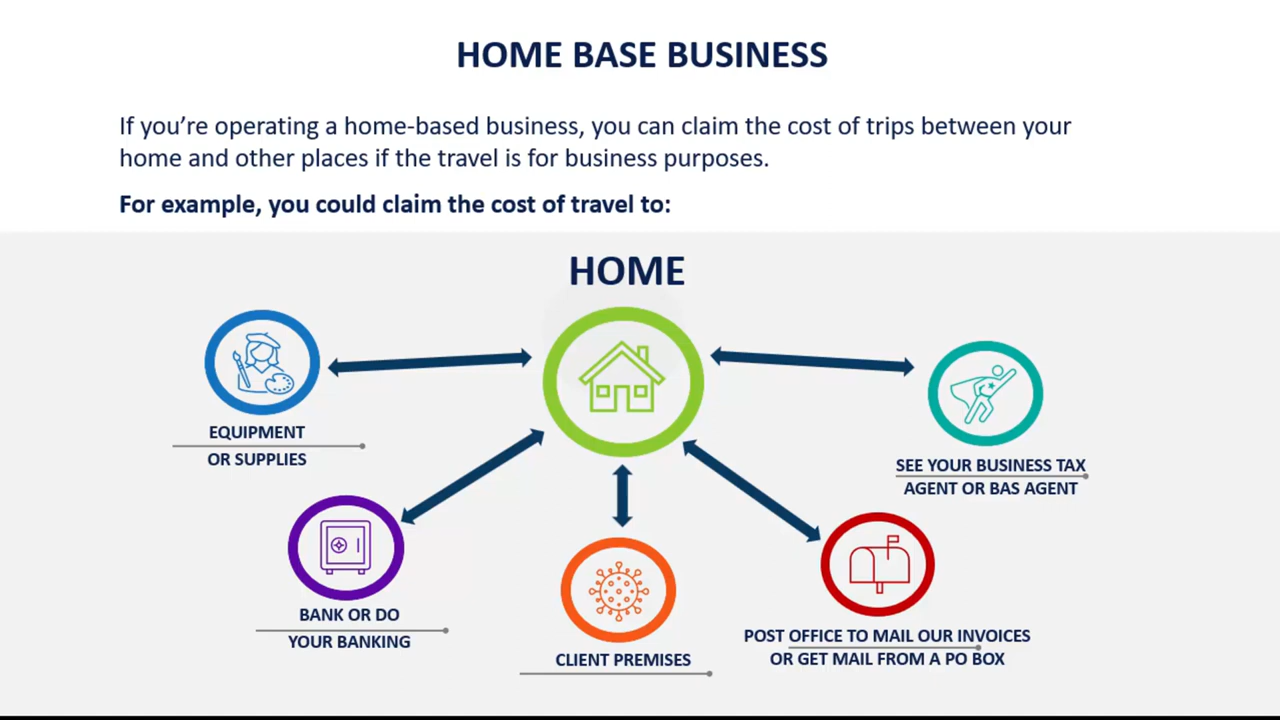 HOME BASE BUSINESS
If you’re operating a home-based business, you can claim the cost of trips between your
home and other places if the travel is for business purposes.
For example, you could claim the cost of travel to:
HOME
EQUIPMENT
OR SUPPLIES
SEE YOUR BUSINESS TAX
AGENT OR BAS AGENT
BANK OR DO
YOUR BANKING
CLIENT PREMISES
POST OFFICE TO MAIL OUR INVOICES
OR GET MAIL FROM A PO BOX